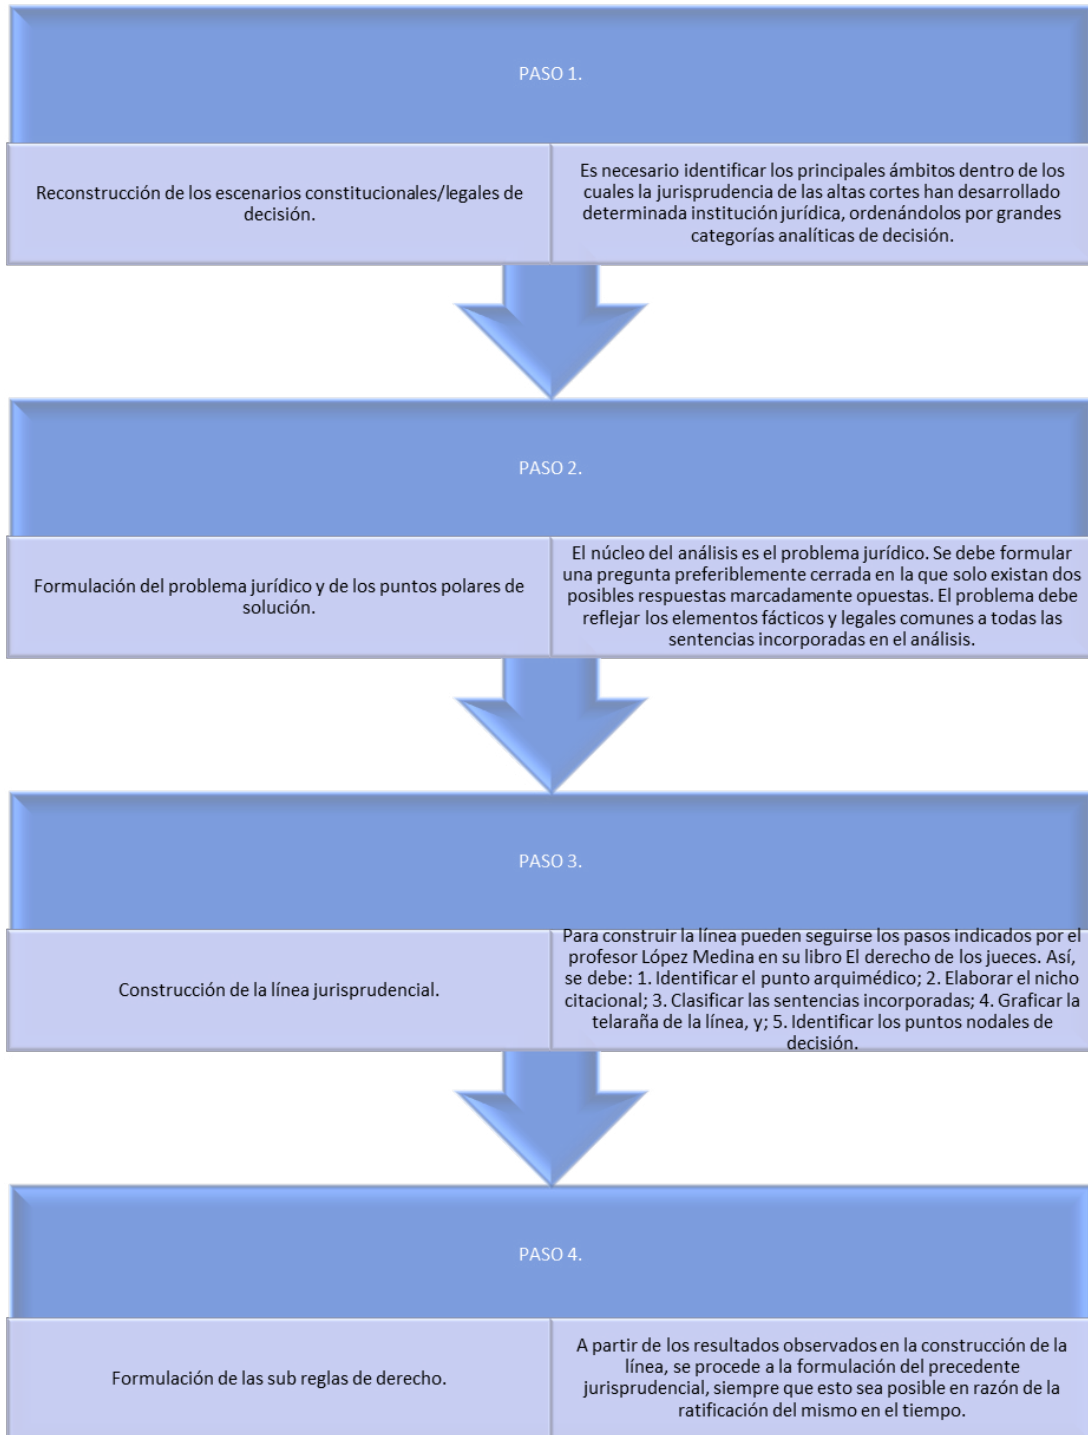 PASO 1.
Reconstrucción de los escenarios constitucionales/legales de
decisión.
Es necesario identificar los principales ámbitos dentro de los
cuales la jurisprudencia de las altas cortes han desarrollado
determinada institución jurídica, ordenándolos por grandes
categorías analíticas de decisión.
PASO 2.
Formulación del problema jurídico y de los puntos polares de
solución.
El núcleo del análisis es el problema jurídico. Se debe formular
una pregunta preferiblemente cerrada en la que solo existan dos
posibles respuestas marcadamente opuestas. El problema debe
reflejar los elementos fácticos y legales comunes a todas las
sentencias incorporadas en el análisis.
PASO 3.
Construcción de la línea jurisprudencial.
Para construir la línea pueden seguirse los pasos indicados por el
profesor López Medina en su libro El derecho de los jueces. Así,
se debe: 1. Identificar el punto arquimédico; 2. Elaborar el nicho
citacional; 3. Clasificar las sentencias incorporadas; 4. Graficar la
telaraña de la línea, y; 5. Identificar los puntos nodales de
decisión.
PASO 4.
Formulación de las sub reglas de derecho.
A partir de los resultados observados en la construcción de la
línea, se procede a la formulación del precedente
jurisprudencial, siempre que esto sea posible en razón de la
ratificación del mismo en el tiempo.